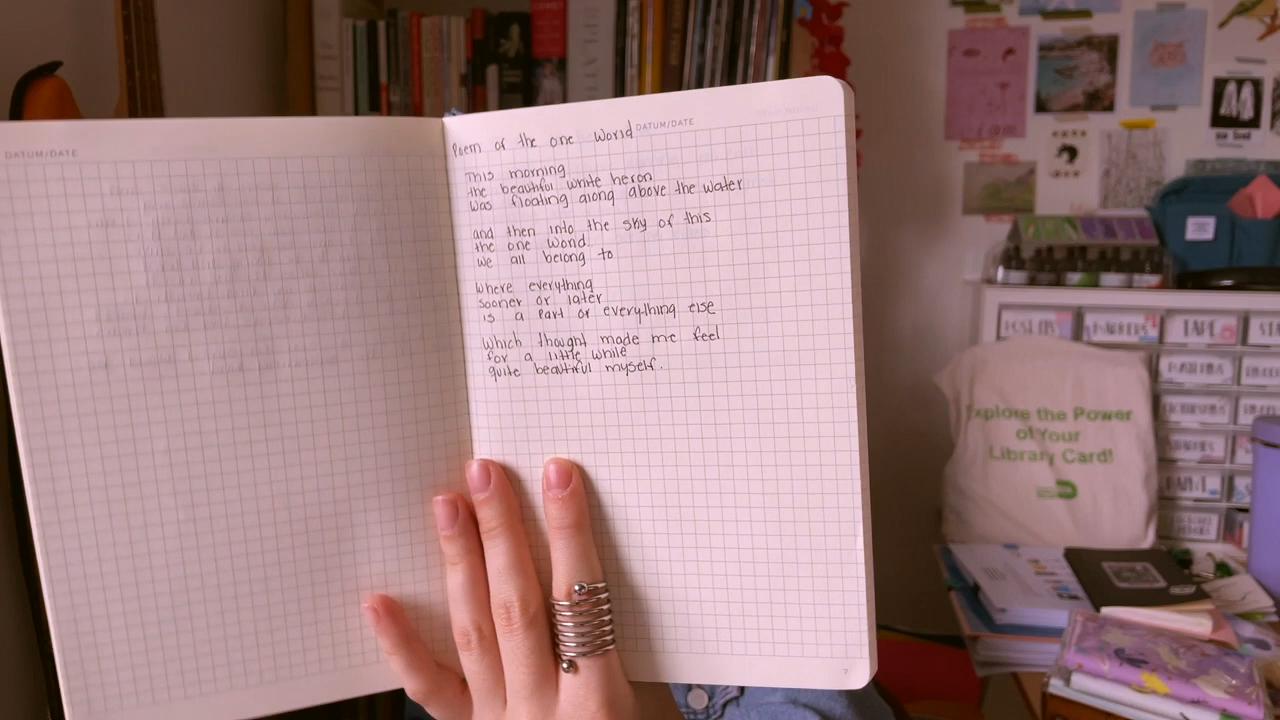 DATUM/DATE
DATUM/DATE
Poem of the one World
This morning
the beautiful white heron
was floating along above the water
and then into the sky of this
the one world
we all belong to
where everything
sooner or later
is a part of everything else
which thought made me feel
for a little while
quite beautiful myself.
7
Explore the Power
of Your
Library Card!
MARKERS
TAPE